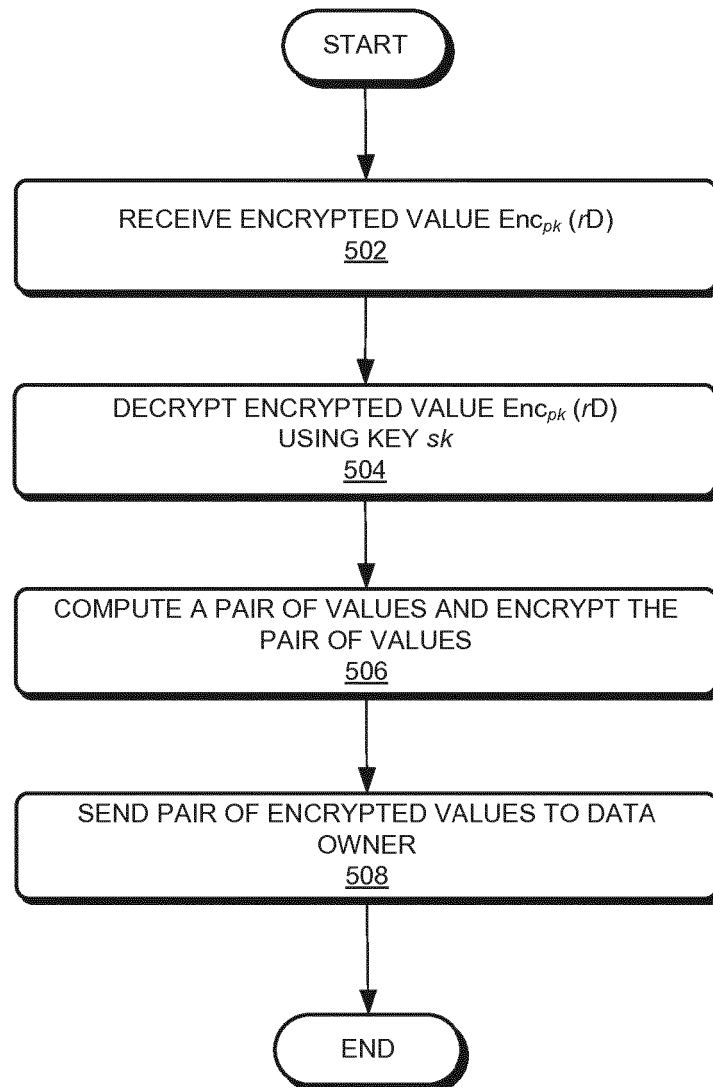 START
RECEIVE ENCRYPTED VALUE Encpk (rD)
502
DECRYPT ENCRYPTED VALUE Encpk (rD)
USING KEY sk
504
COMPUTE A PAIR OF VALUES AND ENCRYPT THE
PAIR OF VALUES
506
SEND PAIR OF ENCRYPTED VALUES TO DATA
OWNER
508
END